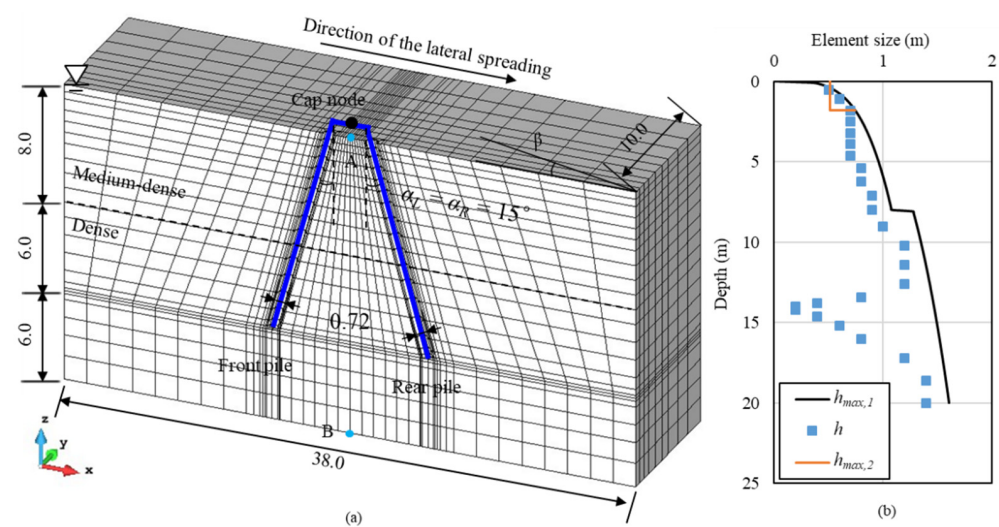 Direction of the lateral spreading
Cap node
A
β
10.0
α_L = α_R = 15°
8.0
Medium-dense
Dense
6.0
6.0
0.72
Front pile
Rear pile
B
38.0
z
y
x
(a)
Element size (m)
0 1 2
0
5
10
15
20
25
Depth (m)
h_max,1
h
h_max,2
(b)